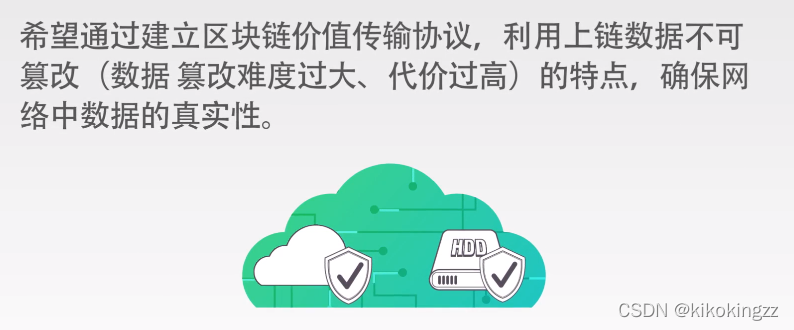 希望通过建立区块链价值传输协议，利用上链数据不可
篡改（数据 篡改难度过大、代价过高）的特点，确保网
络中数据的真实性。
HDD
CSDN @kikokingzz